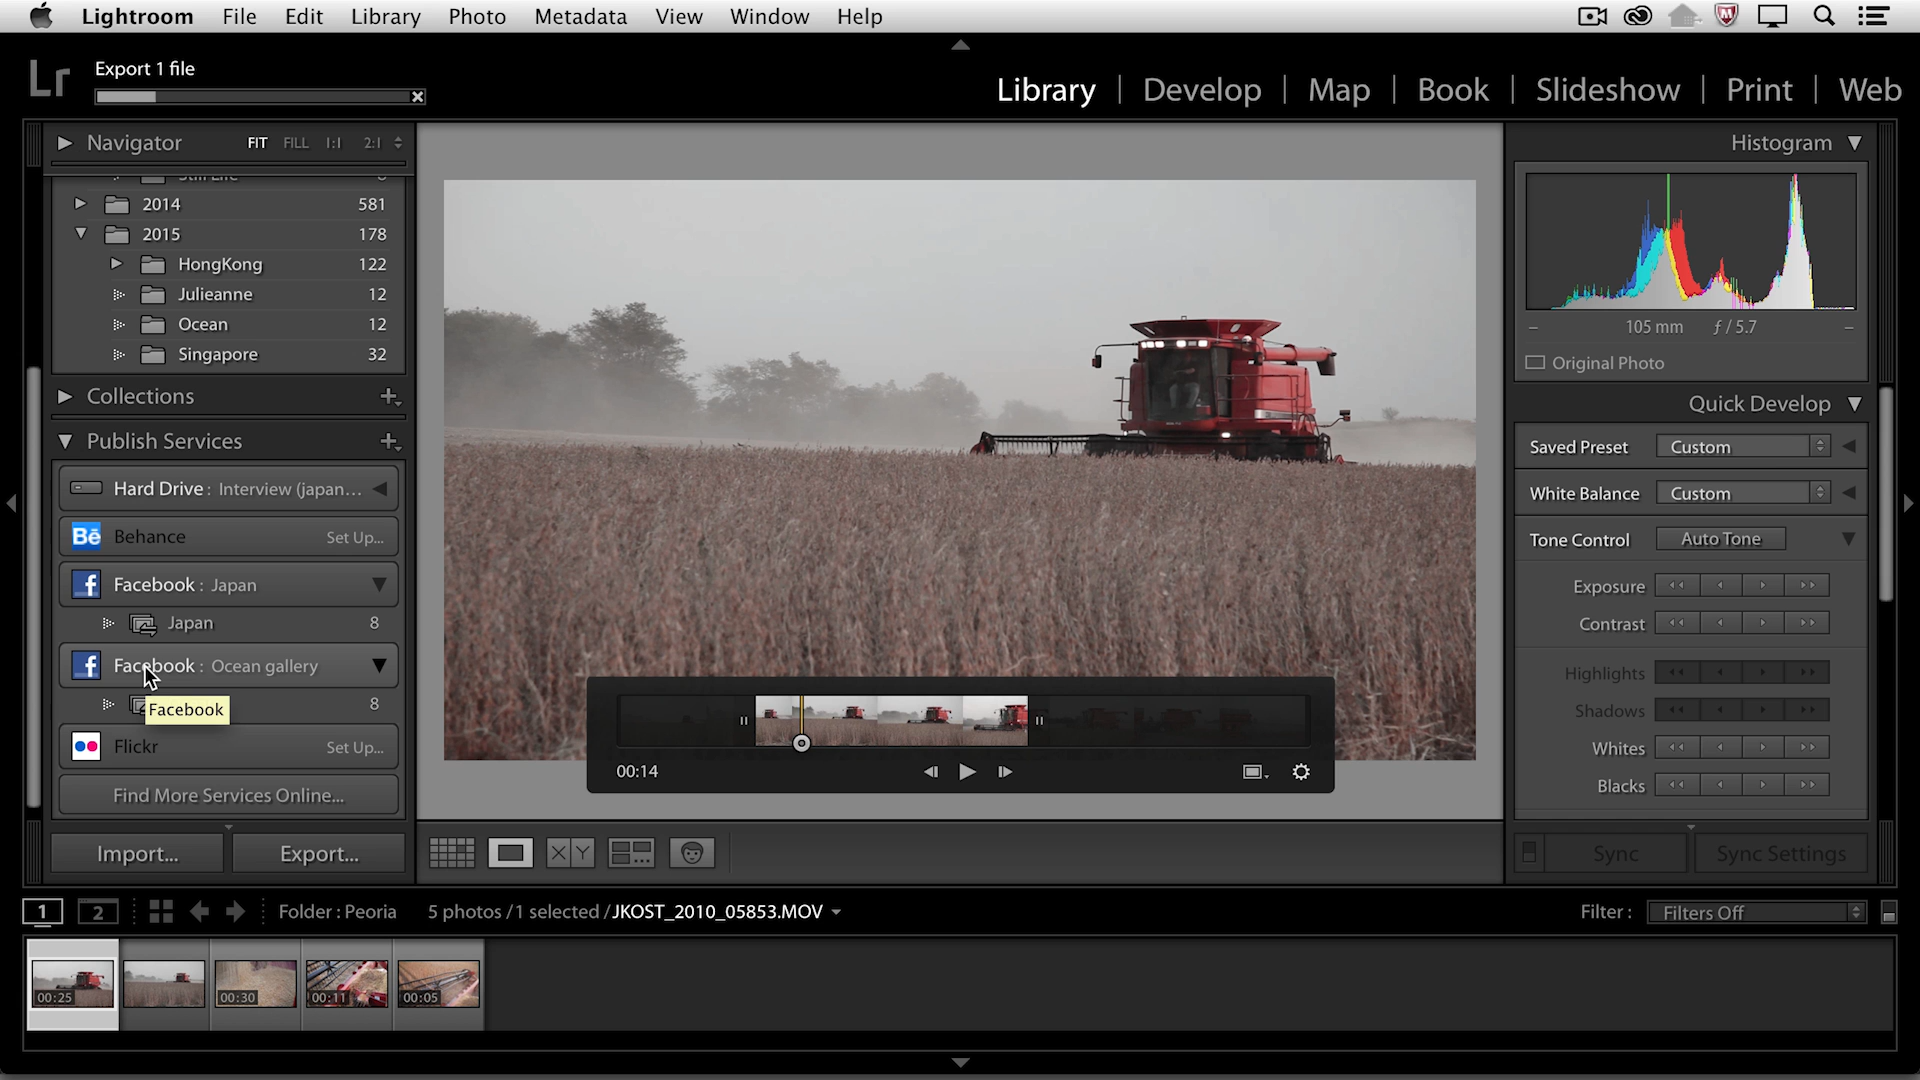 Lightroom File Edit Library Photo Metadata View Window Help
Lr
Export 1 file
Library | Develop | Map | Book | Slideshow | Print | Web
Navigator FIT FILL 1:1 2:1
Still Life 6
2014 581
2015 178
HongKong 122
Julieanne 12
Ocean 12
Singapore 32
Collections
Publish Services
Hard Drive : Interview (japan...
Bē Behance Set Up...
f Facebook : Japan
Japan 8
f Facebook : Ocean gallery
8
Facebook
Flickr Set Up...
Find More Services Online...
Import... Export...
00:14
Histogram
105 mm ƒ / 5.7
Original Photo
Quick Develop
Saved Preset Custom
White Balance Custom
Tone Control Auto Tone
Exposure
Contrast
Highlights
Shadows
Whites
Blacks
Sync Sync Settings
X Y
1 2 Folder : Peoria 5 photos / 1 selected / JKOST_2010_05853.MOV Filter : Filters Off
00:25 00:30 00:11 00:05